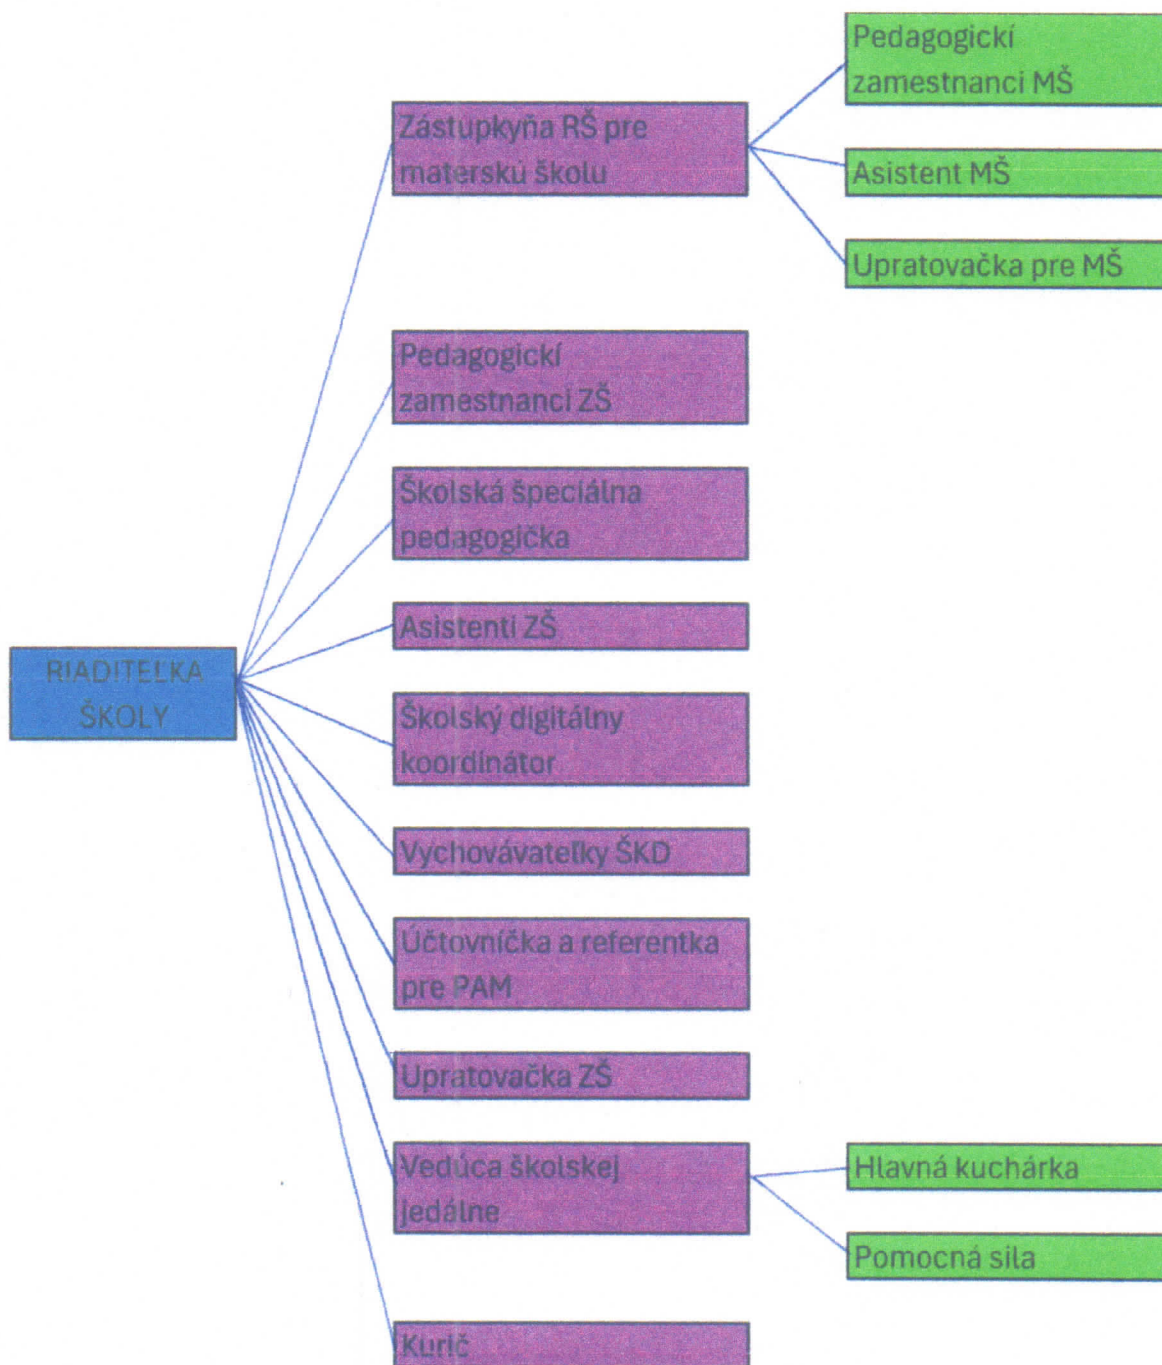 Pedagogickí
zamestnanci MŠ
Zástupkyňa RŠ pre
materskú školu
Asistent MŠ
Upratovačka pre MŠ
Pedagogickí
zamestnanci ZŠ
Školská špeciálna
pedagogička
Asistenti ZŠ
RIADITEĽKA
ŠKOLY
Školský digitálny
koordinátor
Vychovávateľky ŠKD
Účtovníčka a referentka
pre PAM
Upratovačka ZŠ
Vedúca školskej
jedálne
Hlavná kuchárka
Pomocná sila
Kurič